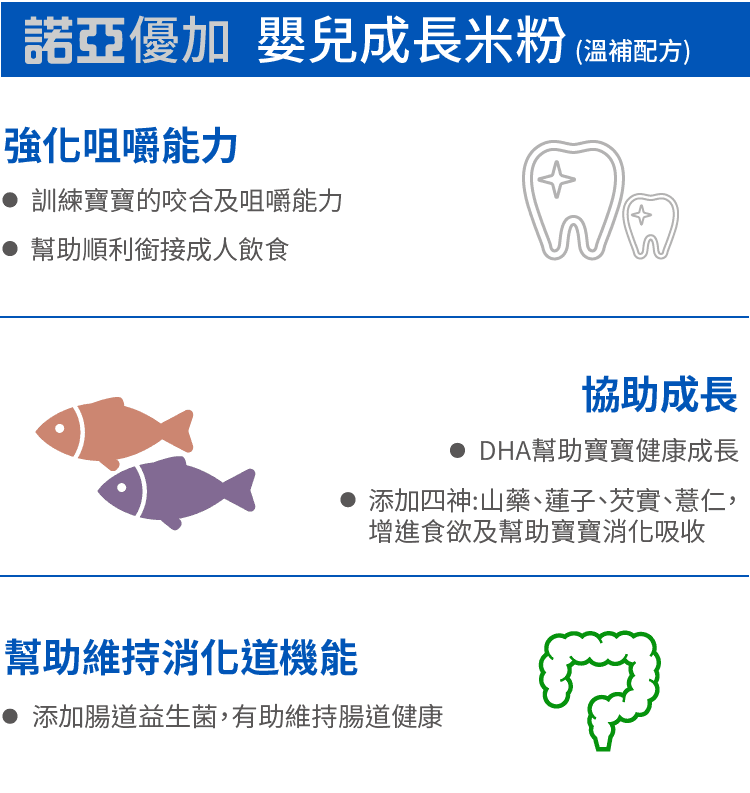 諾亞優加 嬰兒成長米粉 (溫補配方)
強化咀嚼能力
● 訓練寶寶的咬合及咀嚼能力
● 幫助順利銜接成人飲食
協助成長
● DHA幫助寶寶健康成長
● 添加四神:山藥、蓮子、芡實、薏仁，
增進食欲及幫助寶寶消化吸收
幫助維持消化道機能
● 添加腸道益生菌，有助維持腸道健康